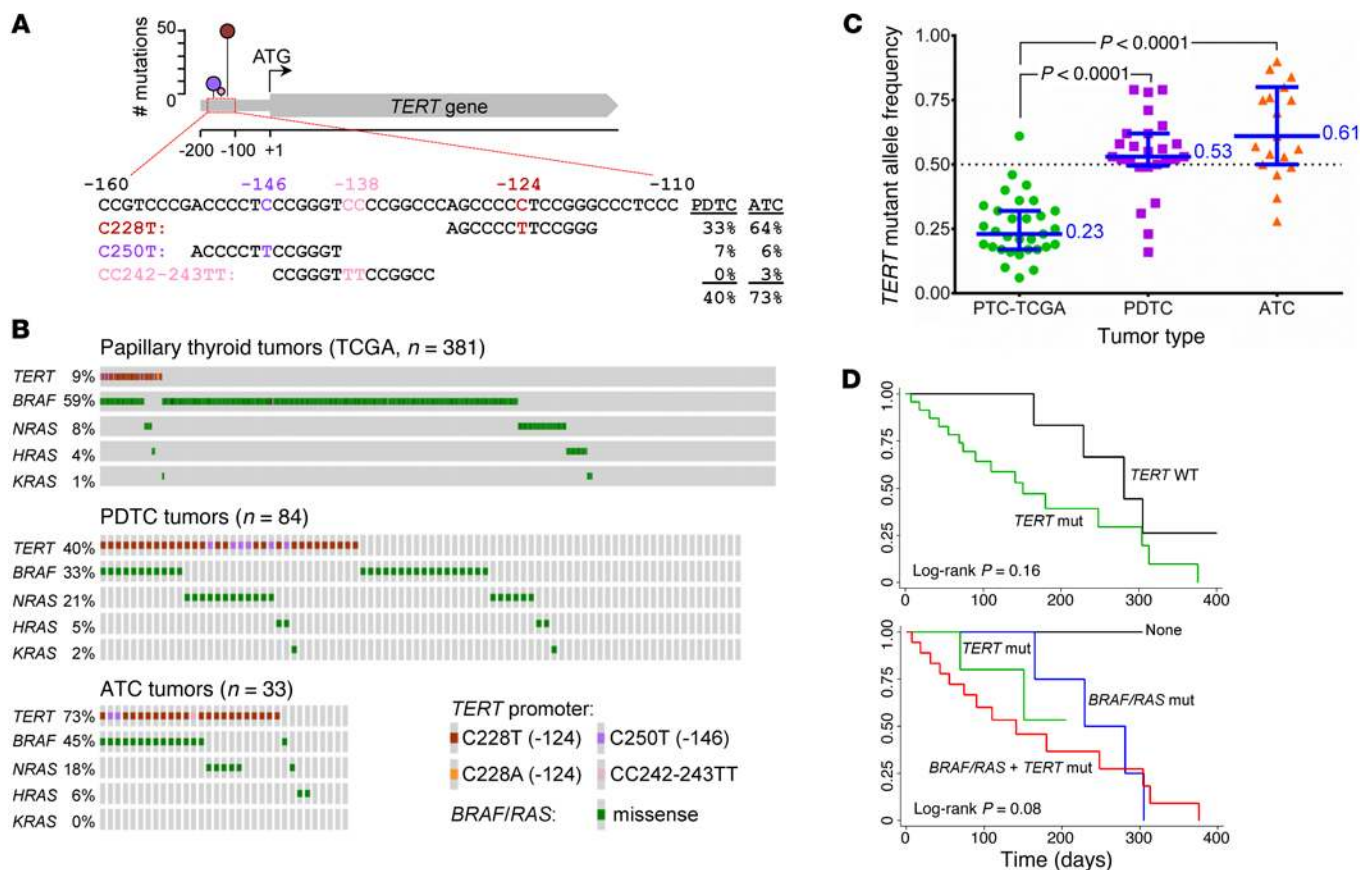 A
# mutations
50
0
ATG
TERT gene
-200
-100
+1
-160
-146
-138
-124
-110
CCGTCCCGACCCCTCCCGGGTCCCCGGCCCAGCCCCCTCCGGGCCCTCCC
PDTC
ATC
C228T:
AGCCCCTTCCGGG
33%
64%
C250T:
ACCCCTTCCGGGT
7%
6%
CC242-243TT:
CCGGGTTTCCGGCC
0%
3%
40%
73%
B
Papillary thyroid tumors (TCGA, n = 381)
TERT 9%
BRAF 59%
NRAS 8%
HRAS 4%
KRAS 1%
PDTC tumors (n = 84)
TERT 40%
BRAF 33%
NRAS 21%
HRAS 5%
KRAS 2%
ATC tumors (n = 33)
TERT 73%
BRAF 45%
NRAS 18%
HRAS 6%
KRAS 0%
TERT promoter:
C228T (-124)
C250T (-146)
C228A (-124)
CC242-243TT
BRAF/RAS:
missense
C
TERT mutant allele frequency
1.00
0.75
0.50
0.25
0.00
P < 0.0001
P < 0.0001
0.23
0.53
0.61
PTC-TCGA
PDTC
ATC
Tumor type
D
1.00
0.75
0.50
0.25
0
TERT WT
TERT mut
Log-rank P = 0.16
0
100
200
300
400
1.00
0.75
0.50
0.25
0
None
TERT mut
BRAF/RAS mut
BRAF/RAS + TERT mut
Log-rank P = 0.08
0
100
200
300
400
Time (days)